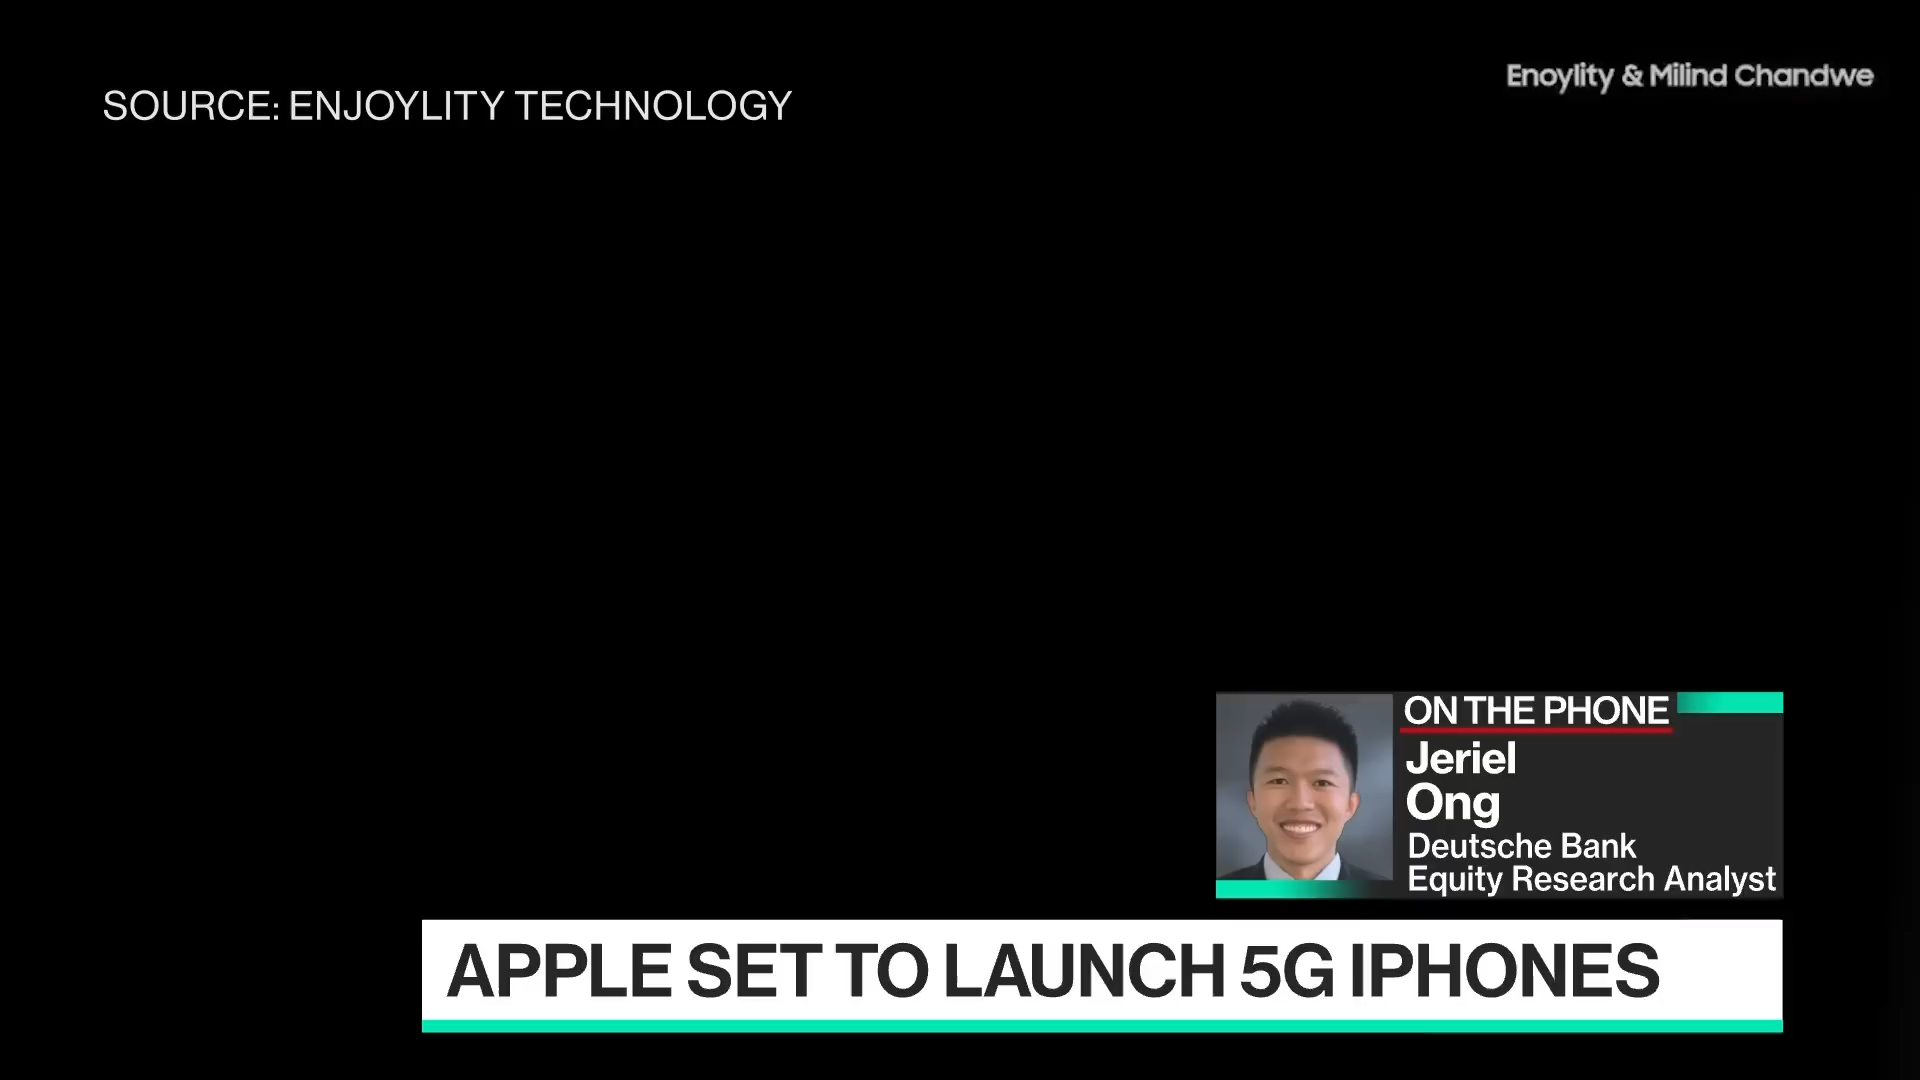 SOURCE: ENJOYLITY TECHNOLOGY
Enoylity & Milind Chandwe
ON THE PHONE
Jeriel
Ong
Deutsche Bank
Equity Research Analyst
APPLE SET TO LAUNCH 5G IPHONES